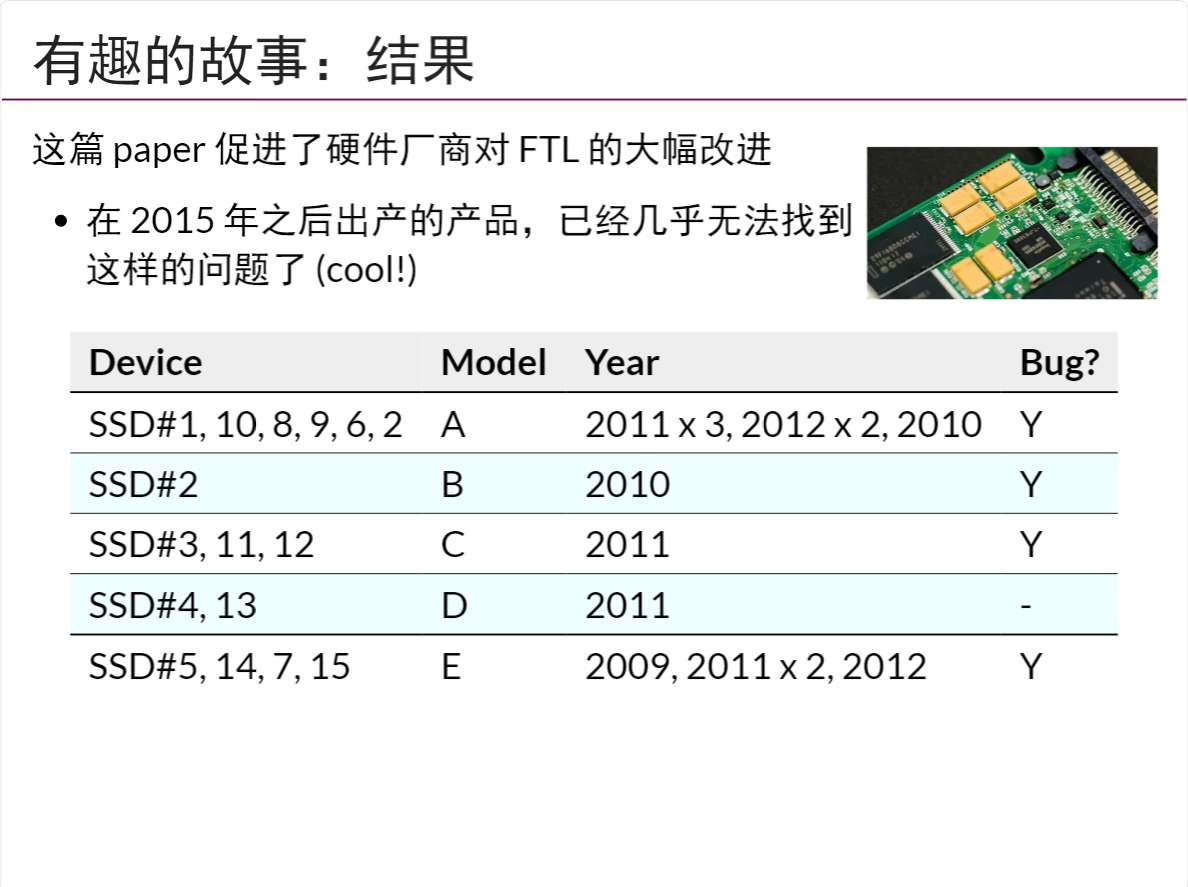 有趣的故事：结果
这篇 paper 促进了硬件厂商对 FTL 的大幅改进
• 在 2015 年之后出产的产品，已经几乎无法找到
这样的问题了 (cool!)
Device Model Year Bug?
SSD#1, 10, 8, 9, 6, 2 A 2011 x 3, 2012 x 2, 2010 Y
SSD#2 B 2010 Y
SSD#3, 11, 12 C 2011 Y
SSD#4, 13 D 2011 -
SSD#5, 14, 7, 15 E 2009, 2011 x 2, 2012 Y